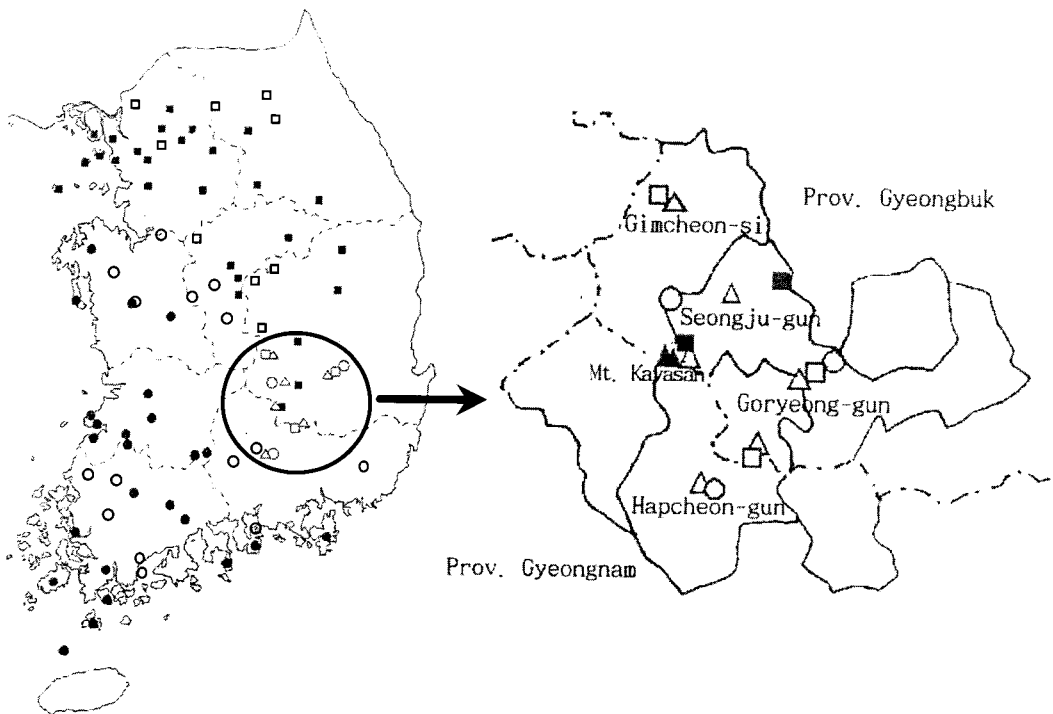 Prov. Gyeongbuk
Gimcheon-si
Seongju-gun
Mt. Kayasan
Goryeong-gun
Hapcheon-gun
Prov. Gyeongnam